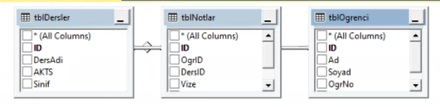 tblDersler
* (All Columns)
ID
DersAdi
AKTS
Sinif
tblNotlar
* (All Columns)
ID
OgrID
DersID
Vize
tblOgrenci
* (All Columns)
ID
Ad
Soyad
OgrNo